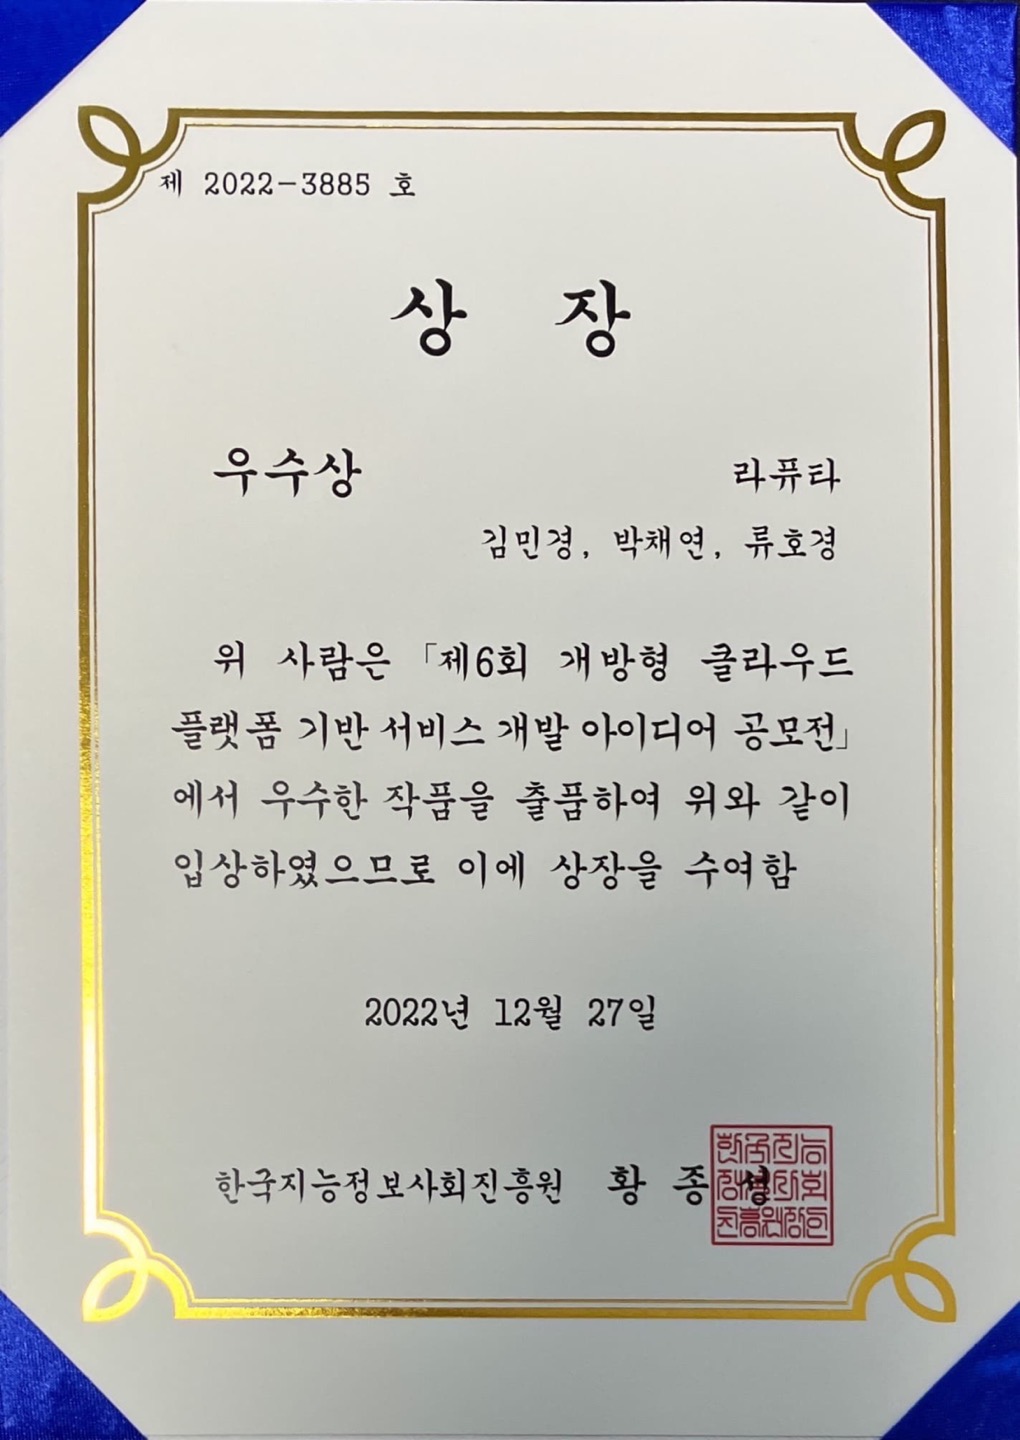 제 2022-3885 호
상 장
우수상 라퓨타
김민경, 박채연, 류호경
위 사람은 「제6회 개방형 클라우드
플랫폼 기반 서비스 개발 아이디어 공모전」
에서 우수한 작품을 출품하여 위와 같이
입상하였으므로 이에 상장을 수여함
2022년 12월 27일
한국지능정보사회진흥원 황 종 성